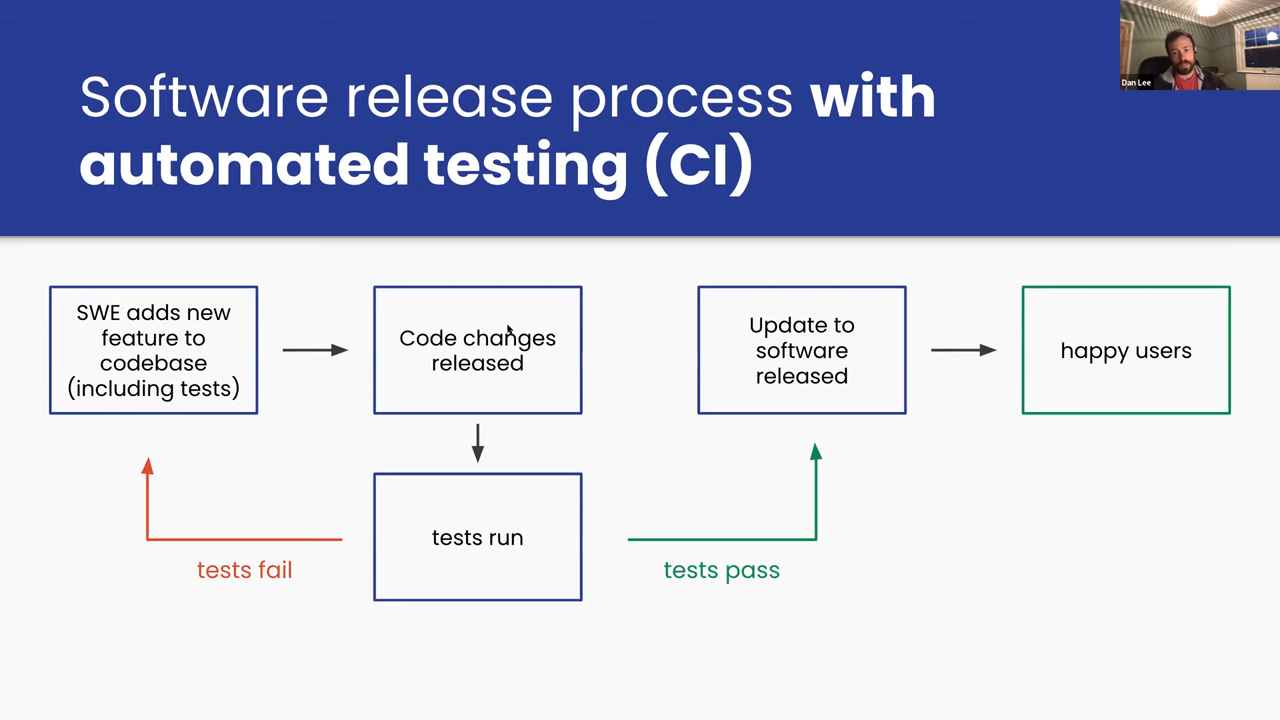 Software release process with
automated testing (CI)
Dan Lee
SWE adds new
feature to
codebase
(including tests)
Code changes
released
Update to
software
released
happy users
tests run
tests fail
tests pass